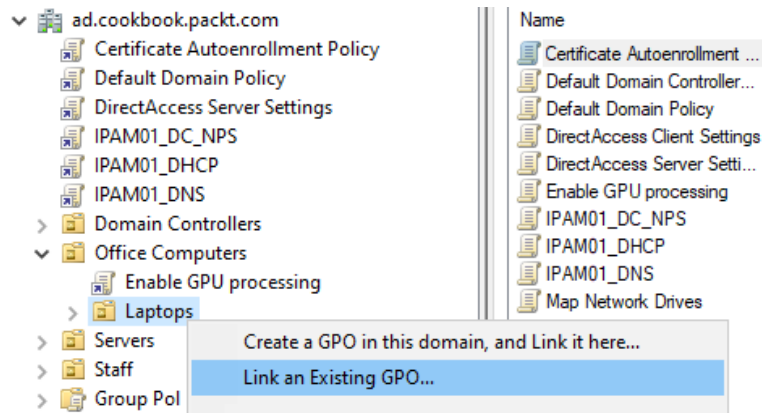 ad.cookbook.packt.com
Certificate Autoenrollment Policy
Default Domain Policy
DirectAccess Server Settings
IPAM01_DC_NPS
IPAM01_DHCP
IPAM01_DNS
Domain Controllers
Office Computers
Enable GPU processing
Laptops
Servers
Staff
Group Pol
Create a GPO in this domain, and Link it here...
Link an Existing GPO...
Name
Certificate Autoenrollment ...
Default Domain Controller...
Default Domain Policy
DirectAccess Client Settings
DirectAccess Server Setti...
Enable GPU processing
IPAM01_DC_NPS
IPAM01_DHCP
IPAM01_DNS
Map Network Drives